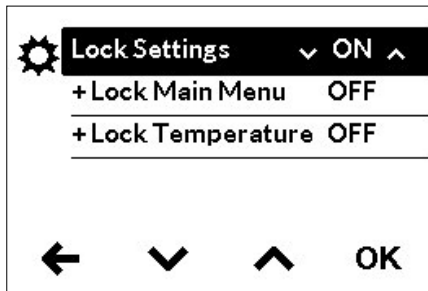 Lock Settings ON
+Lock Main Menu OFF
+Lock Temperature OFF
OK